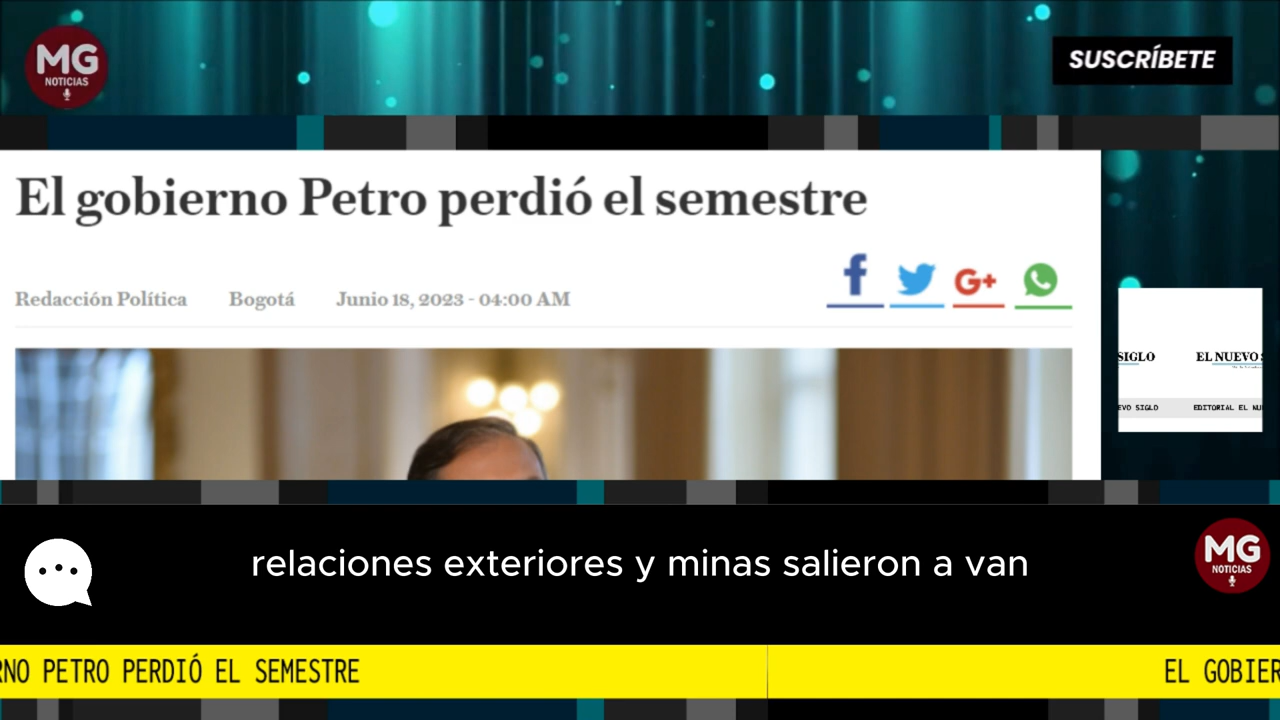 MG
NOTICIAS
SUSCRÍBETE
El gobierno Petro perdió el semestre
Redacción Política Bogotá Junio 18, 2023 - 04:00 AM
f G+
SIGLO EL NUEVO
EVO SIGLO EDITORIAL EL NU
relaciones exteriores y minas salieron a van
MG
NOTICIAS
RNO PETRO PERDIÓ EL SEMESTRE EL GOBIER